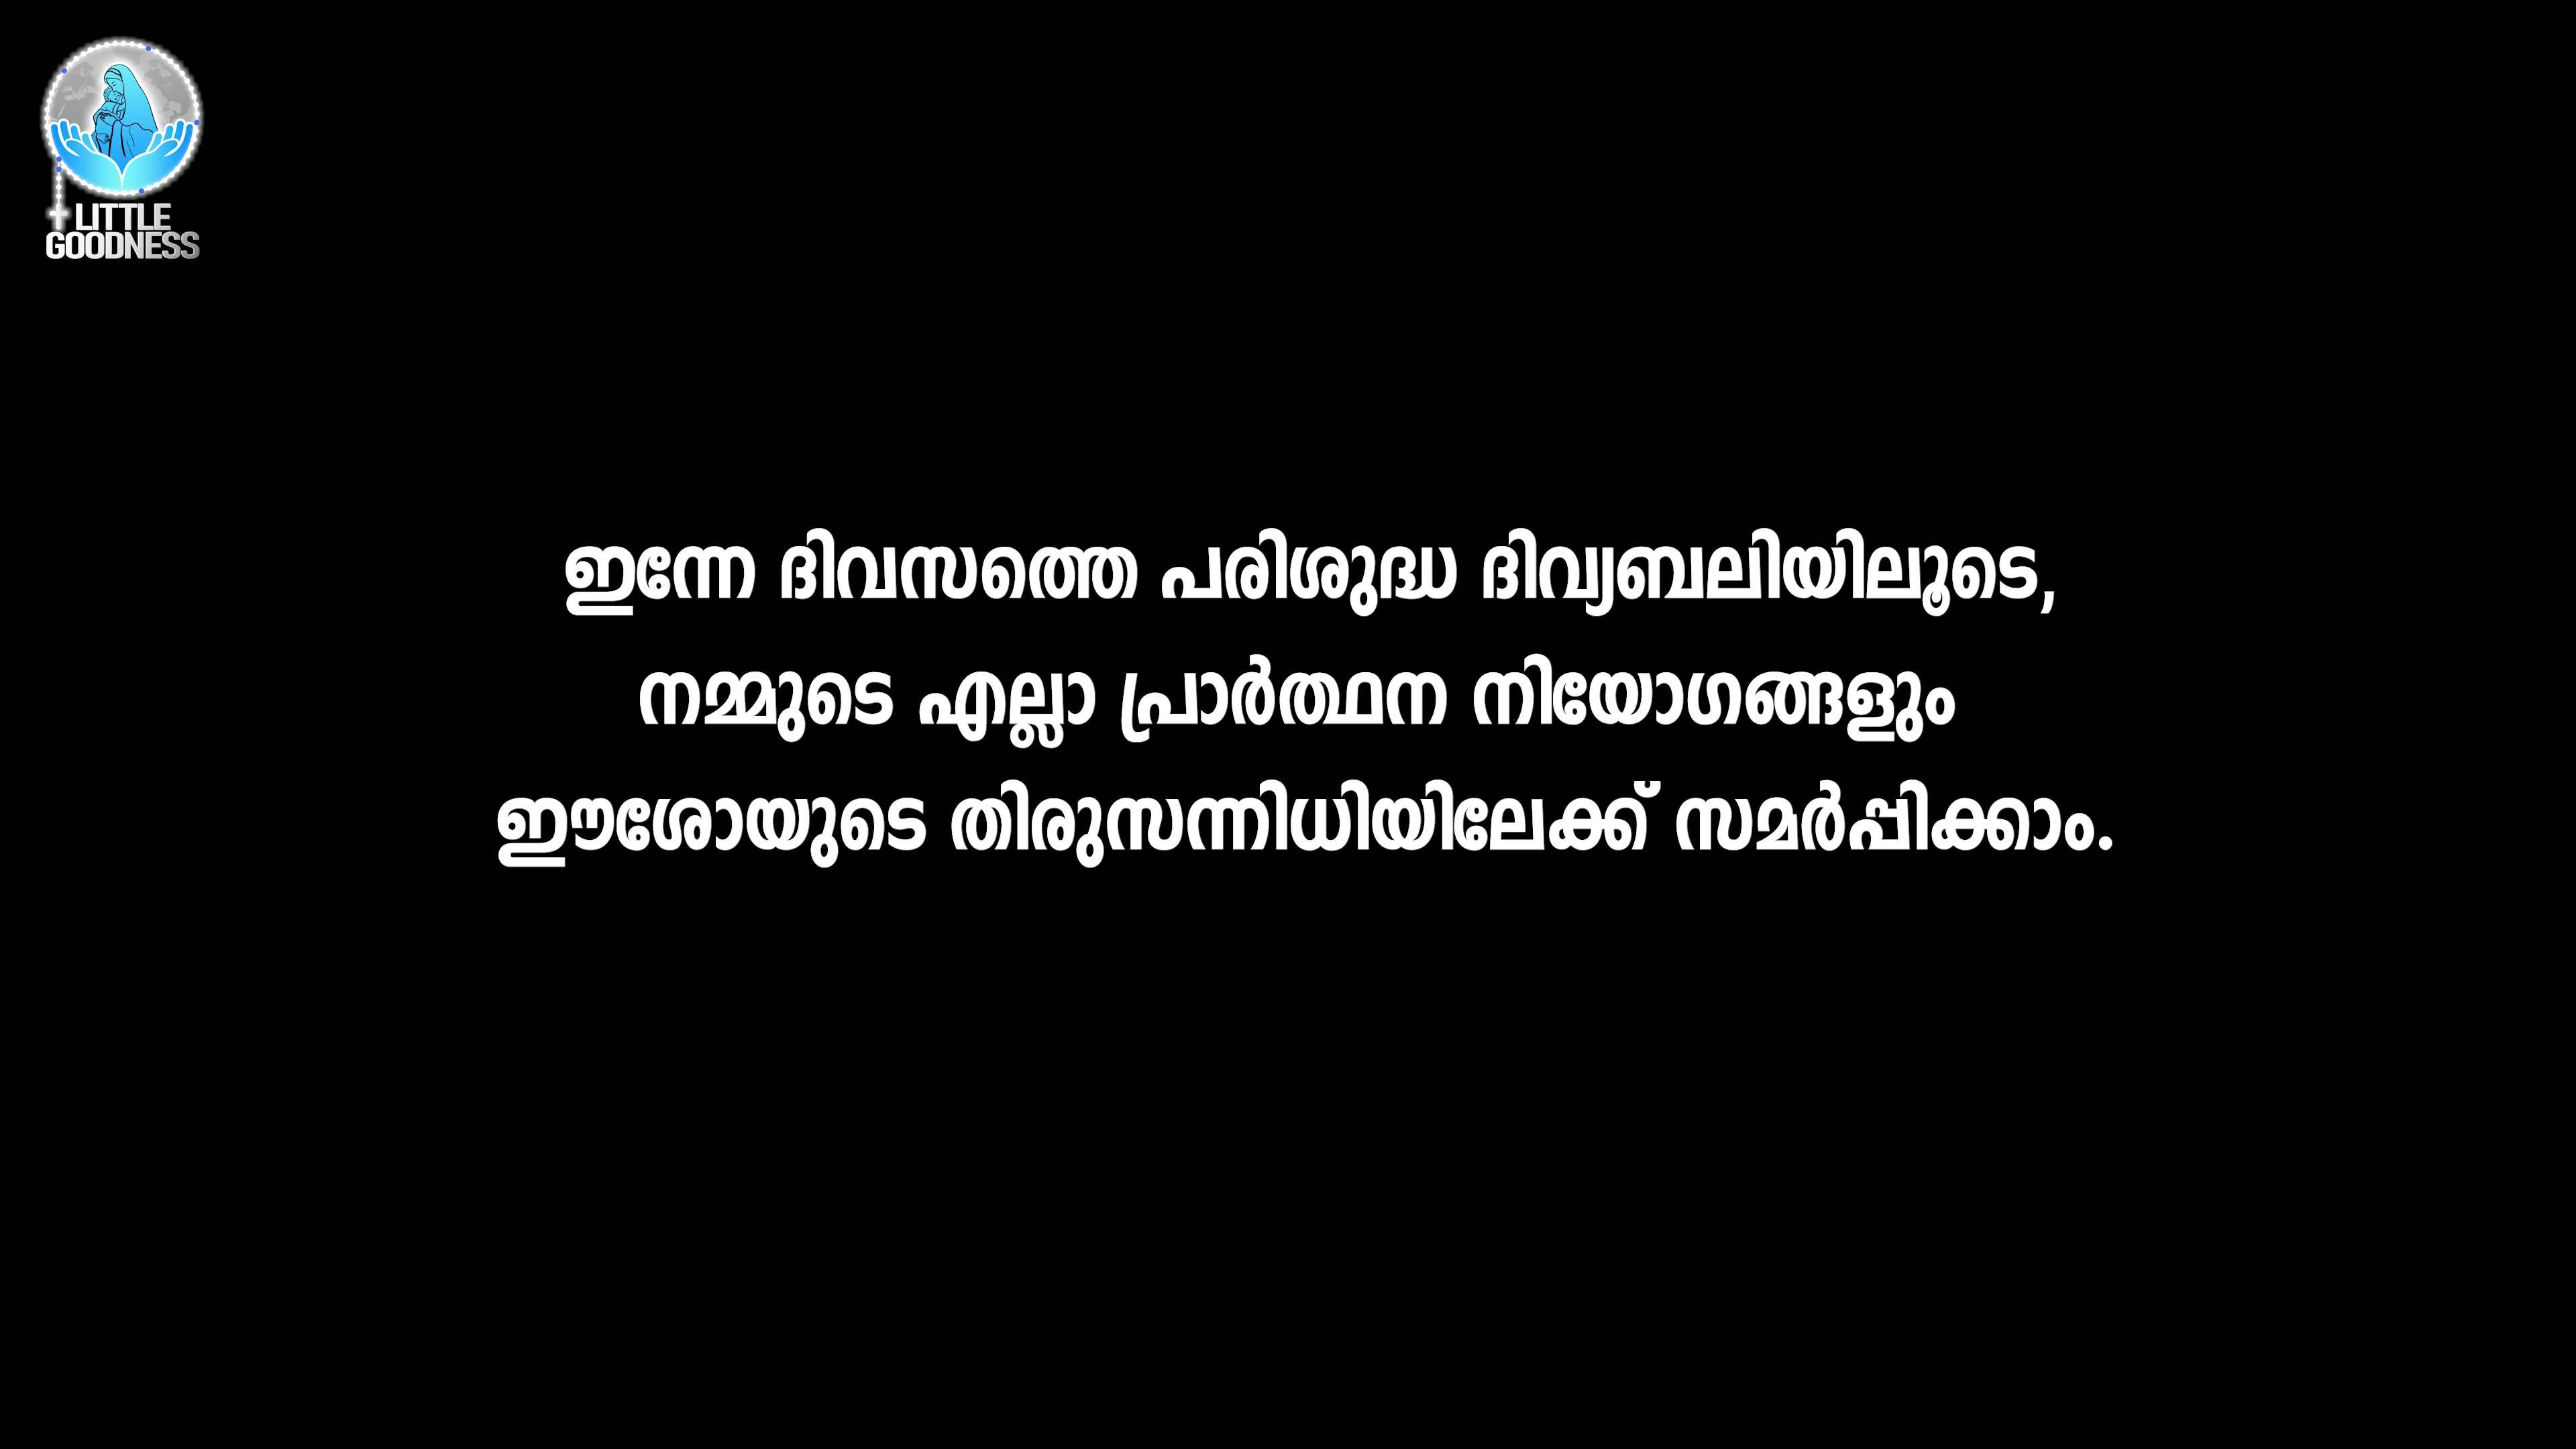 LITTLE
GOODNESS
ഇന്നേ ദിവസത്തെ പരിശുദ്ധ ദിവ്യബലിയിലൂടെ,
നമ്മുടെ എല്ലാ പ്രാർത്ഥന നിയോഗങ്ങളും
ഈശോയുടെ തിരുസന്നിധിയിലേക്ക് സമർപ്പിക്കാം.